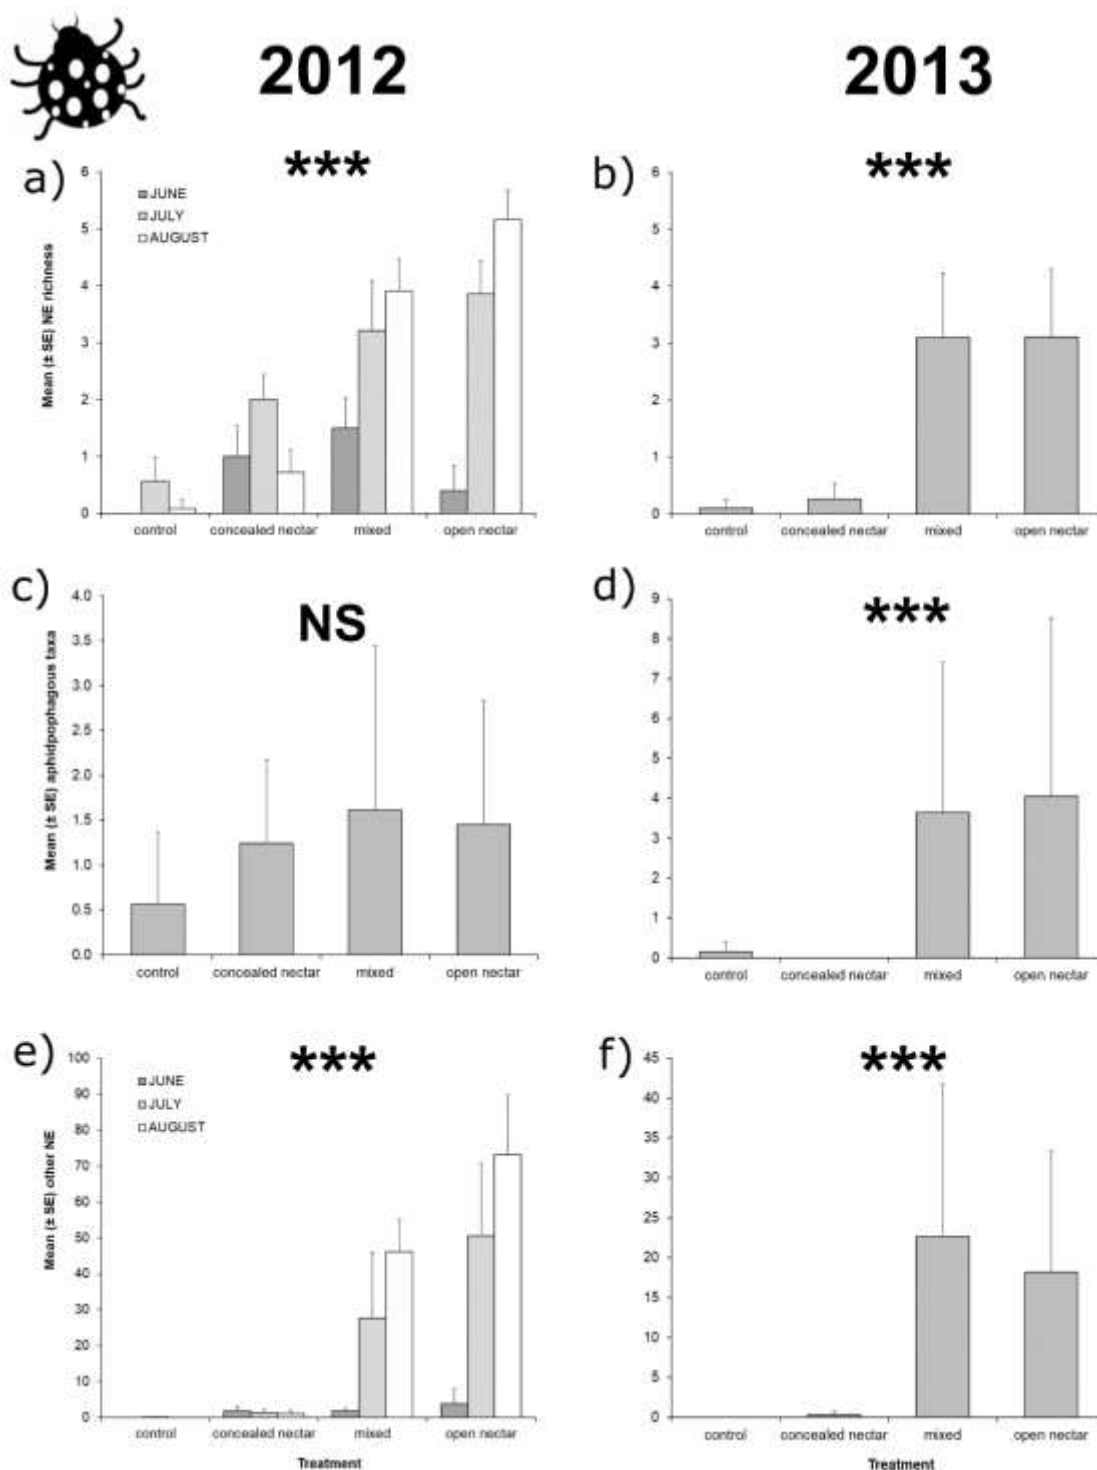 2012
2013
a)
***
6
5
4
3
2
1
0
JUNE
JULY
AUGUST
Mean (± SE) NE richness
control concealed nectar mixed open nectar
b)
***
6
5
4
3
2
1
0
control concealed nectar mixed open nectar
c)
NS
4.0
3.5
3.0
2.5
2.0
1.5
1.0
0.5
0.0
Mean (± SE) aphidpophagous taxa
control concealed nectar mixed open nectar
d)
***
9
8
7
6
5
4
3
2
1
0
control concealed nectar mixed open nectar
e)
***
100
90
80
70
60
50
40
30
20
10
0
JUNE
JULY
AUGUST
Mean (± SE) other NE
control concealed nectar mixed open nectar
Treatment
f)
***
45
40
35
30
25
20
15
10
5
0
control concealed nectar mixed open nectar
Treatment